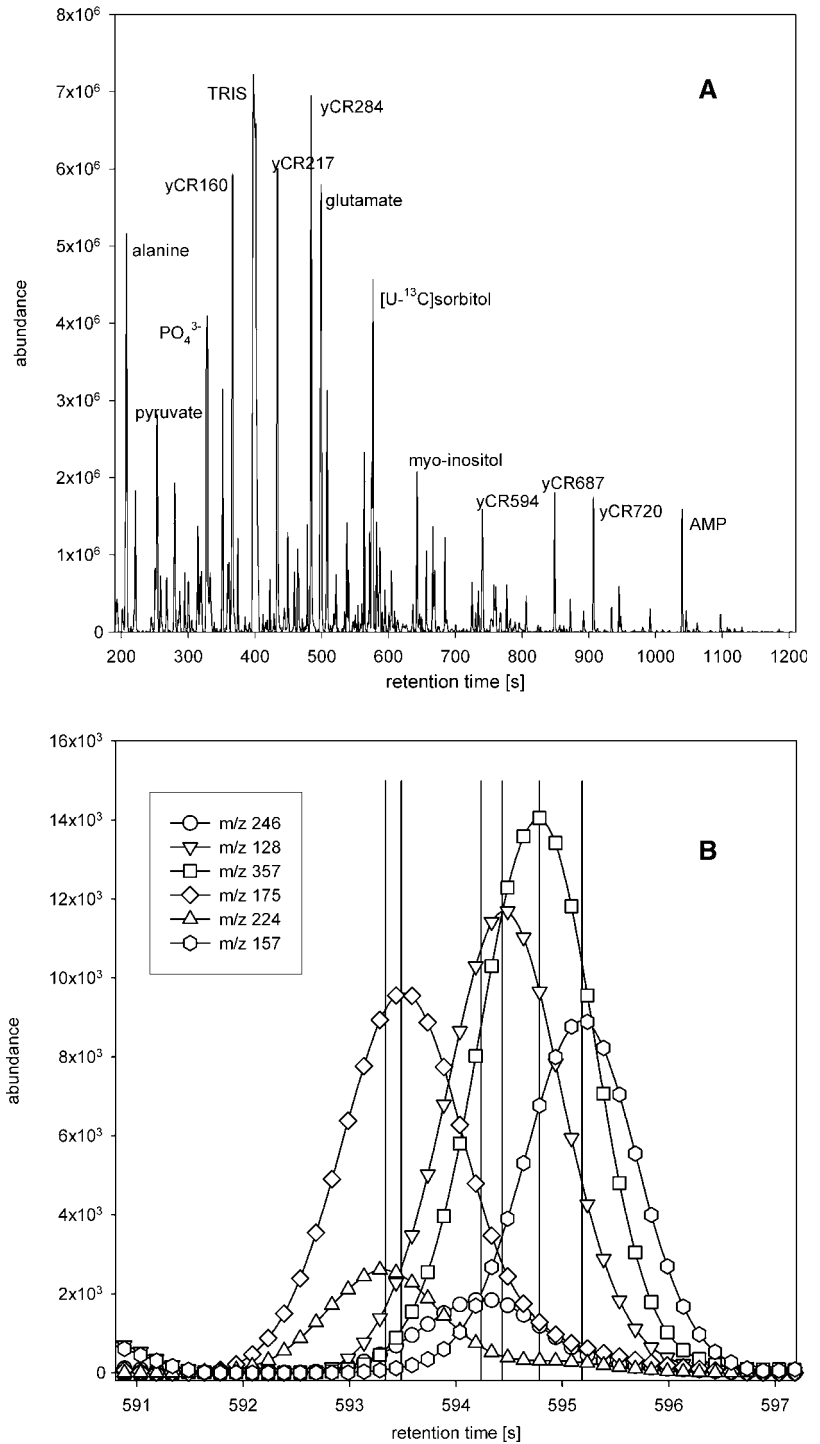 8x10⁶
A
7x10⁶
TRIS
yCR284
6x10⁶
yCR217
yCR160
glutamate
5x10⁶
alanine
[U-¹³C]sorbitol
4x10⁶
PO₄³⁻
3x10⁶
pyruvate
myo-inositol
2x10⁶
yCR687
yCR594
yCR720
AMP
1x10⁶
0
abundance
200 300 400 500 600 700 800 900 1000 1100 1200
retention time [s]
16x10³
B
m/z 246
m/z 128
m/z 357
m/z 175
m/z 224
m/z 157
14x10³
12x10³
10x10³
8x10³
6x10³
4x10³
2x10³
0
abundance
591 592 593 594 595 596 597
retention time [s]